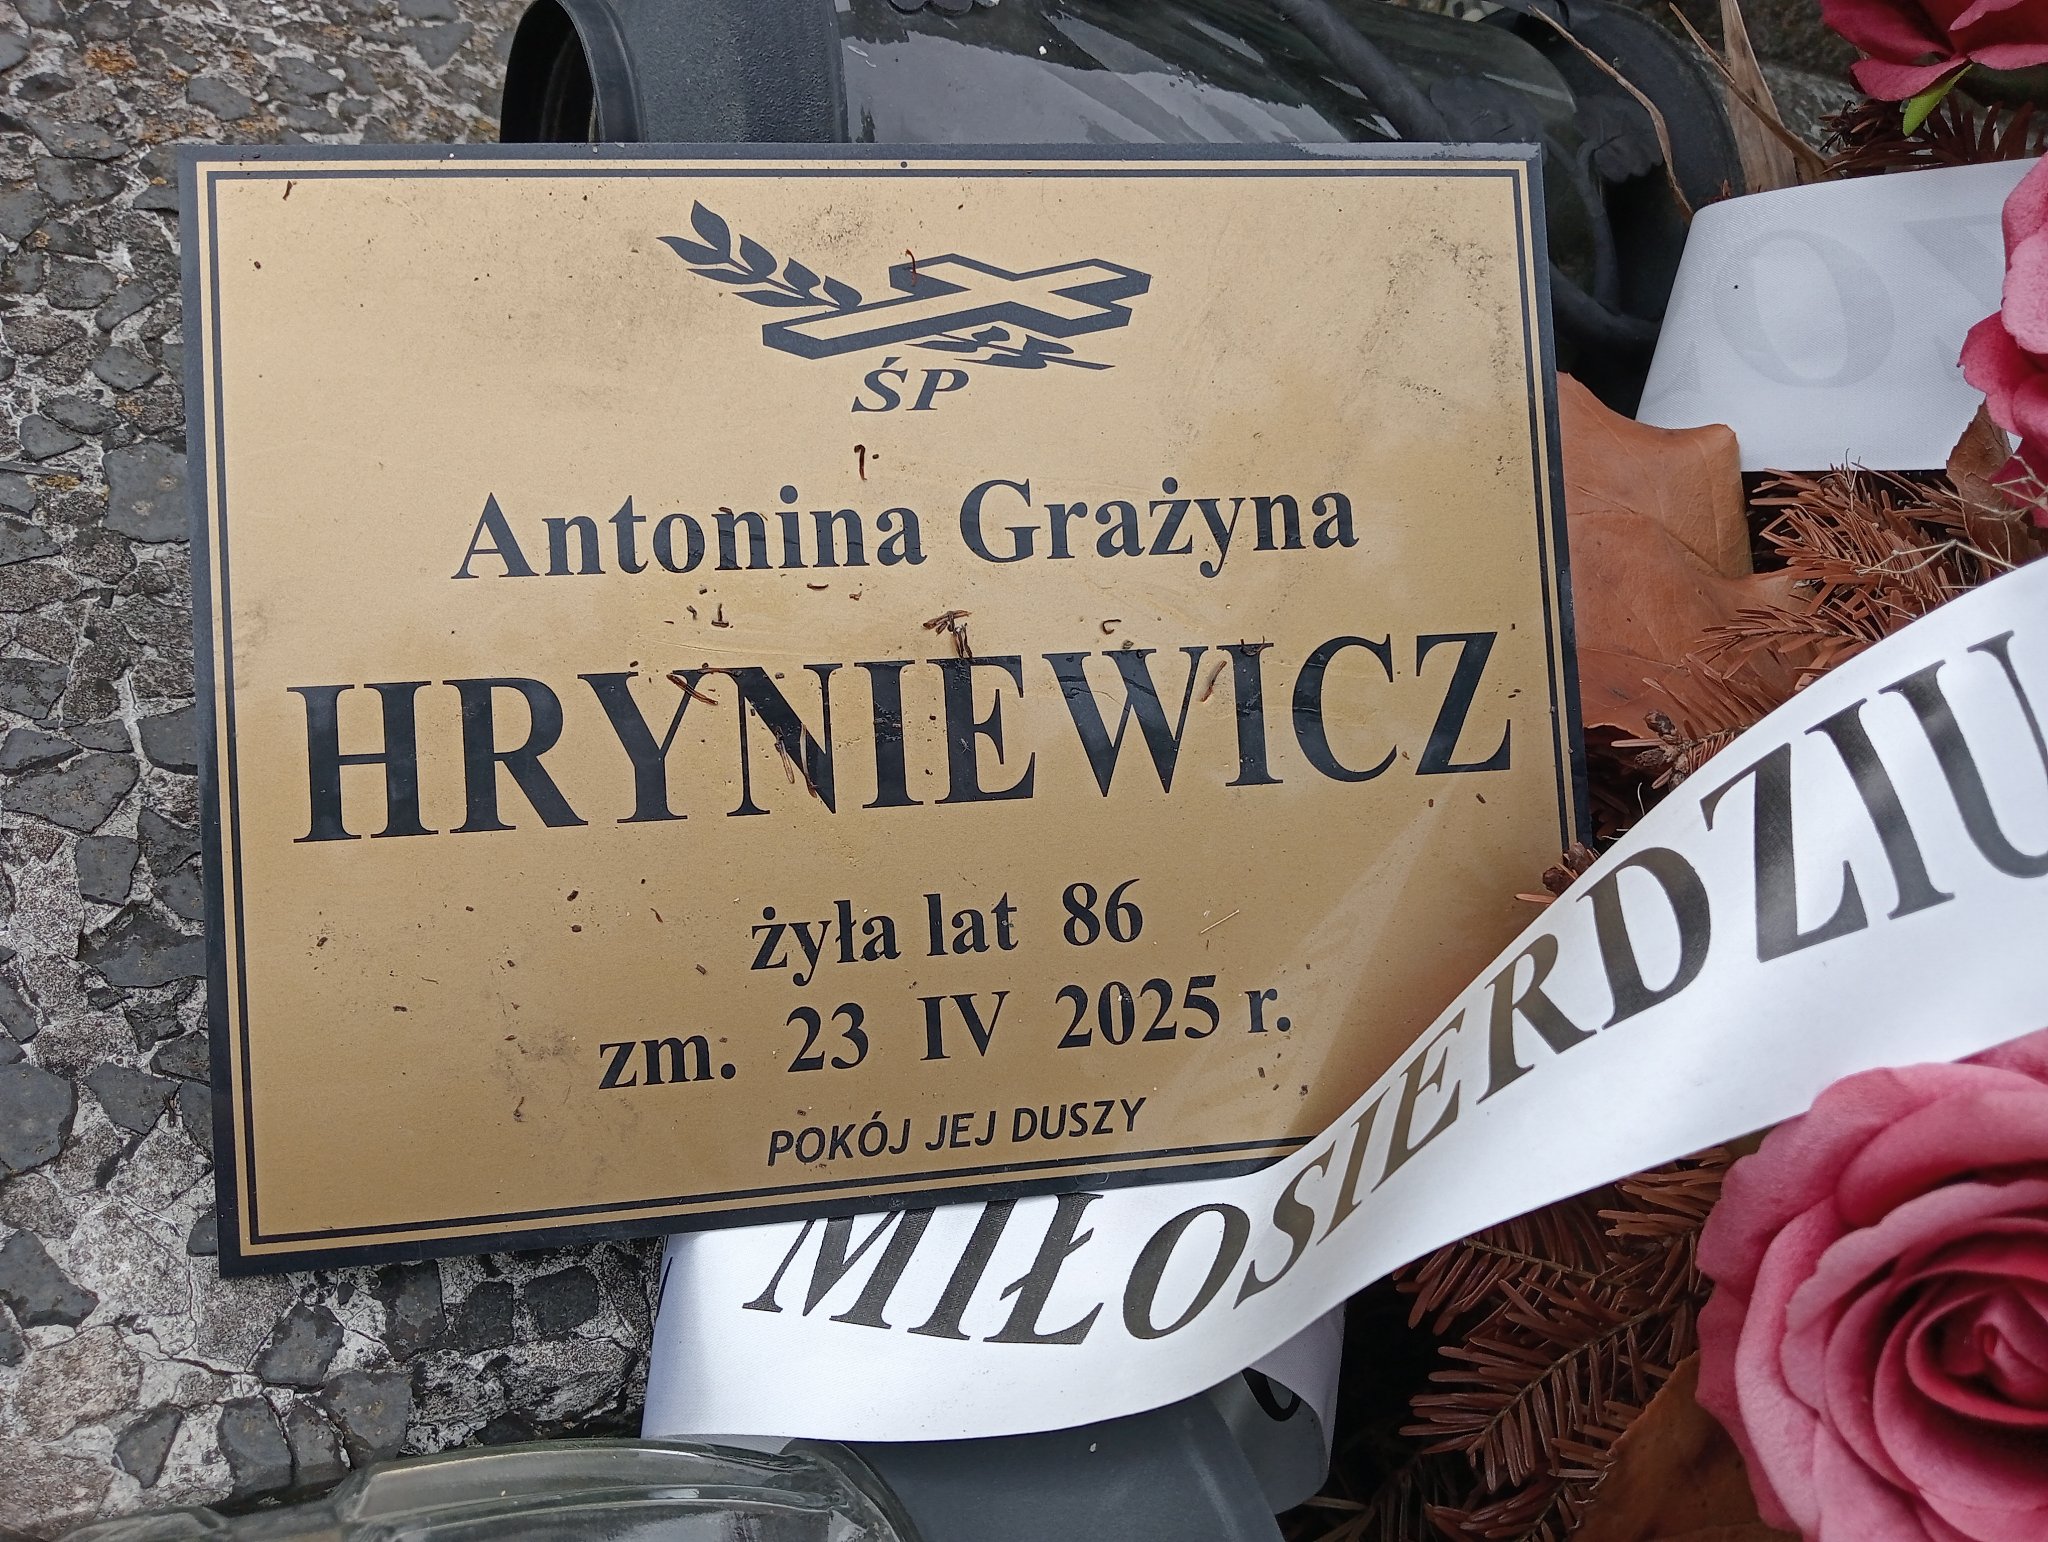 ŚP
Antonina Grażyna
HRYNIEWICZ
żyła lat 86
zm. 23 IV 2025 r.
POKÓJ JEJ DUSZY
MIŁOSIERDZIU